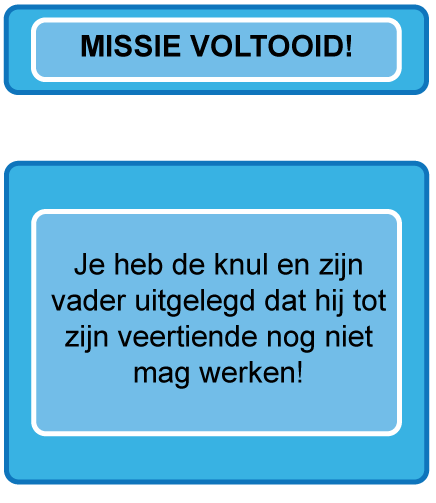 MISSIE VOLTOOID!
Je heb de knul en zijn
vader uitgelegd dat hij tot
zijn veertiende nog niet
mag werken!